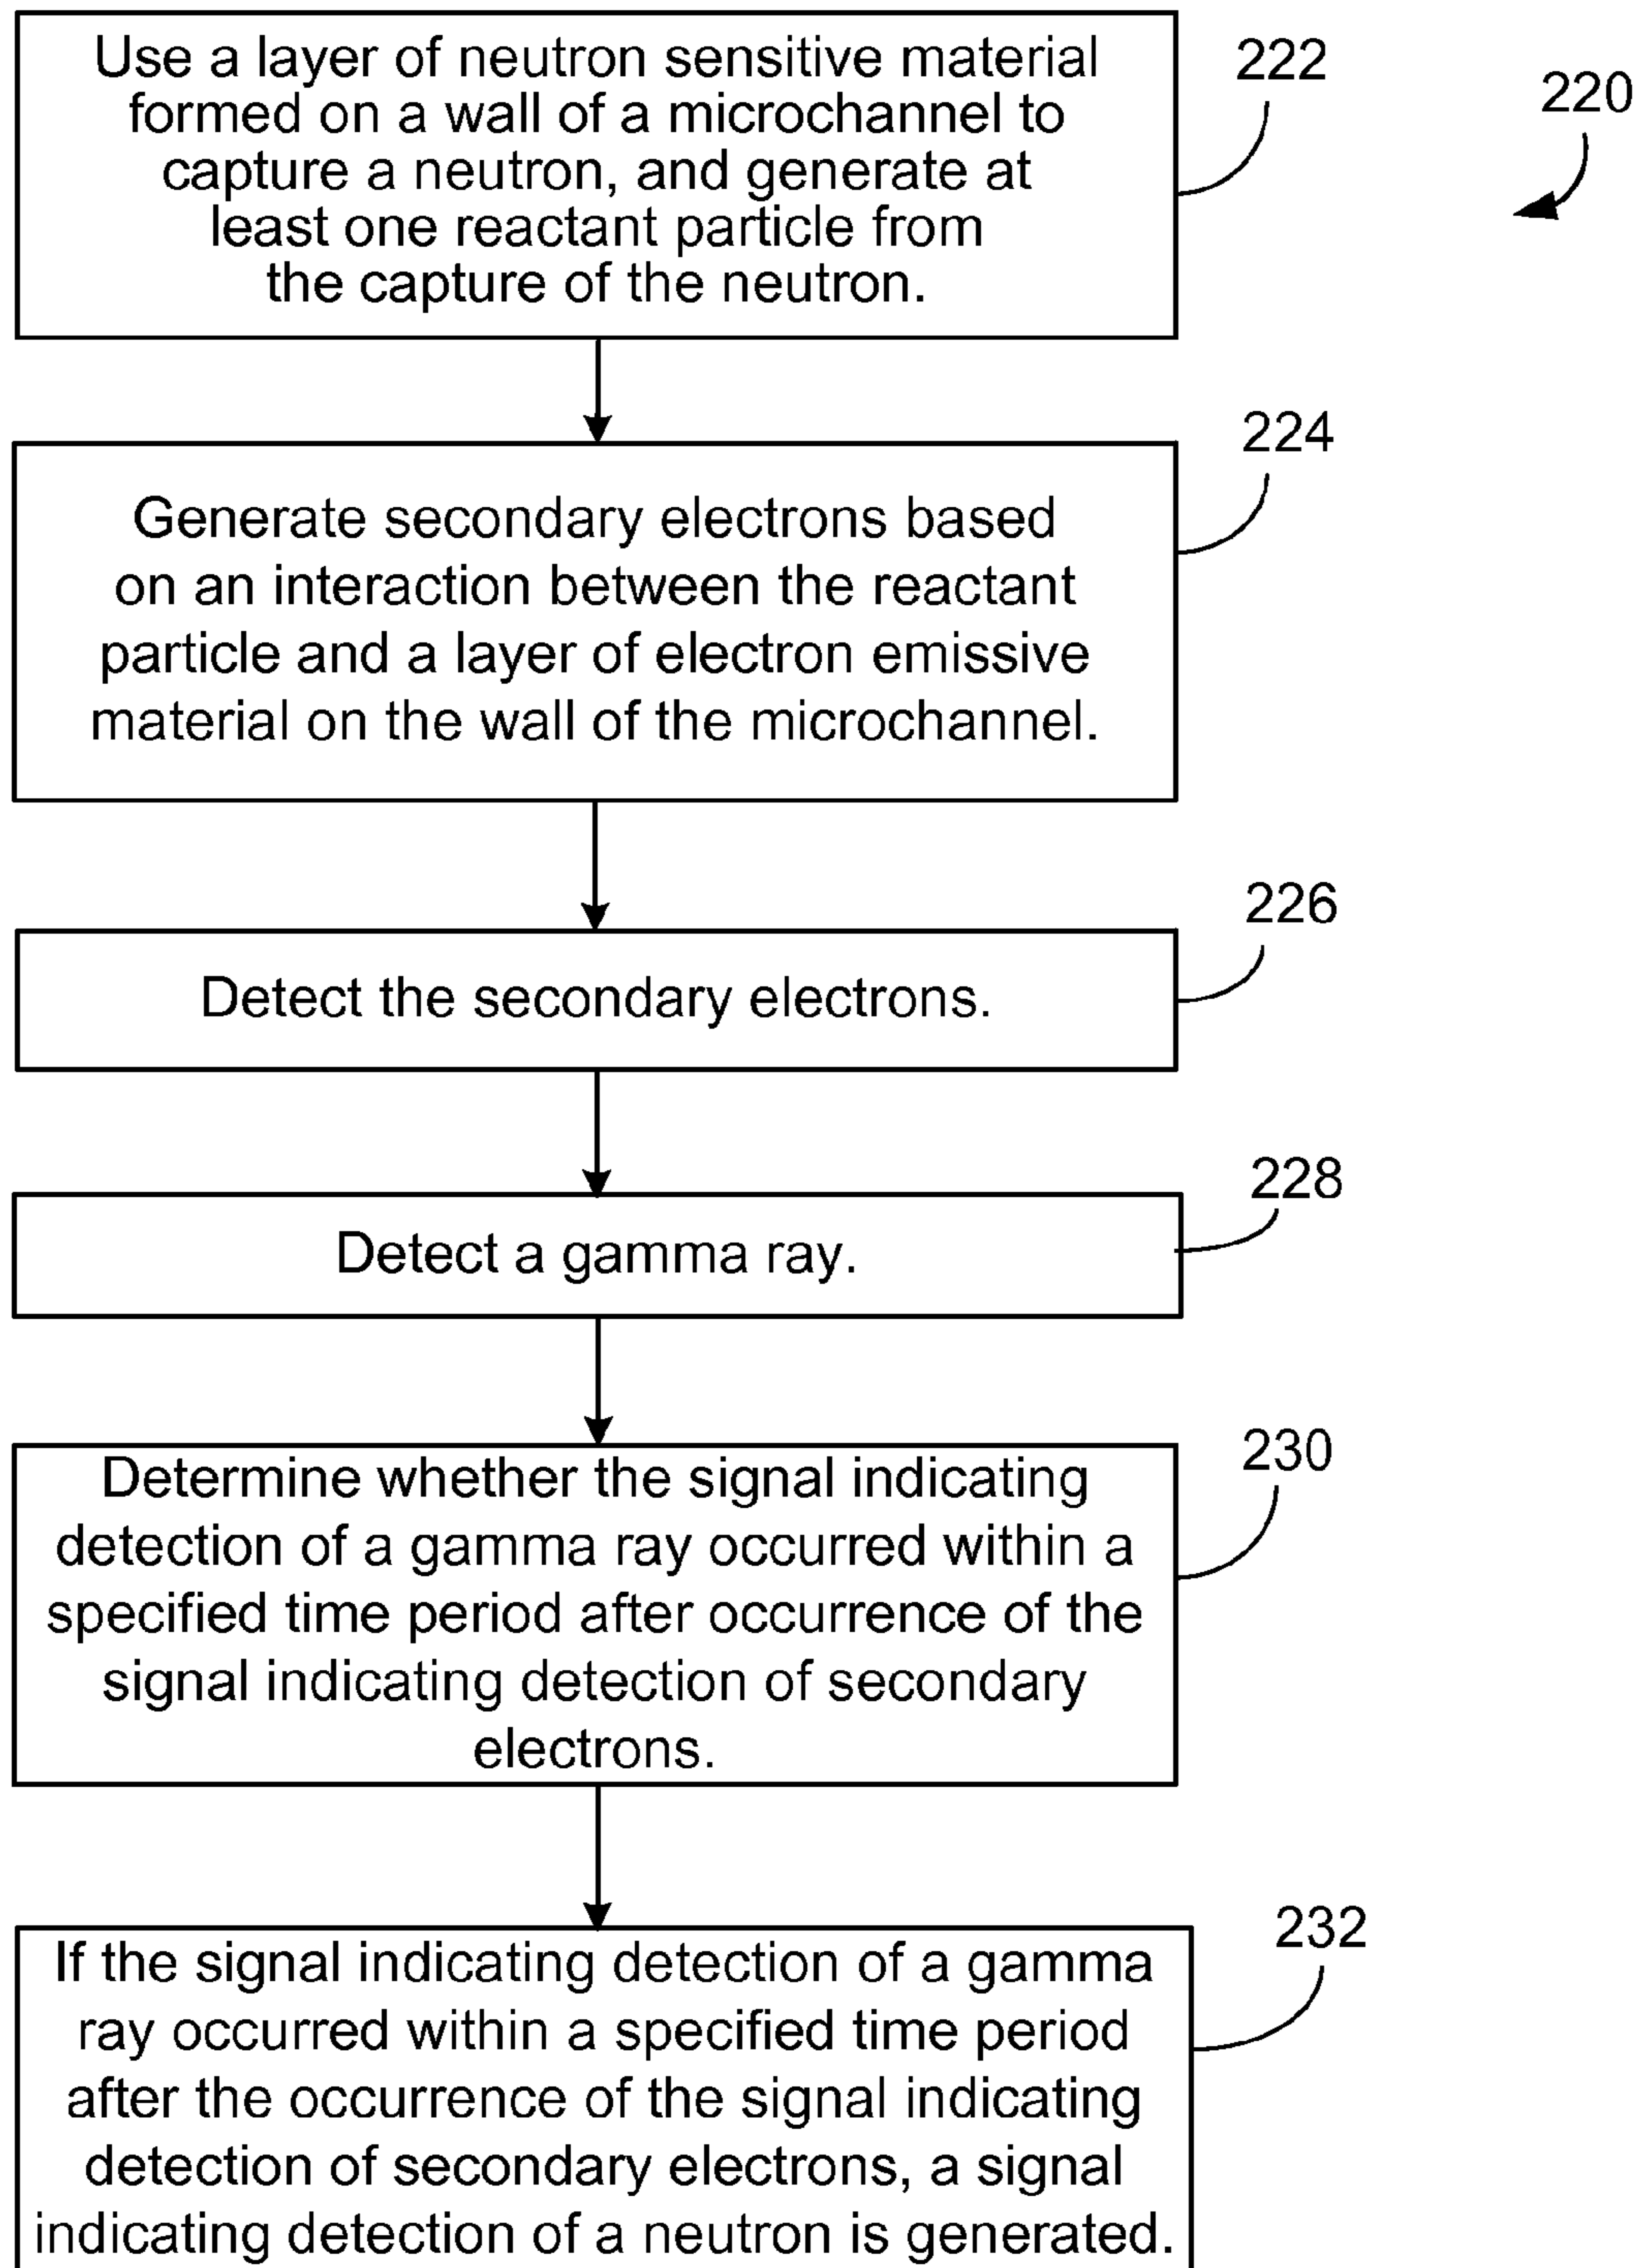 Use a layer of neutron sensitive material
formed on a wall of a microchannel to
capture a neutron, and generate at
least one reactant particle from
the capture of the neutron.
222
220
Generate secondary electrons based
on an interaction between the reactant
particle and a layer of electron emissive
material on the wall of the microchannel.
224
Detect the secondary electrons.
226
Detect a gamma ray.
228
Determine whether the signal indicating
detection of a gamma ray occurred within a
specified time period after occurrence of the
signal indicating detection of secondary
electrons.
230
If the signal indicating detection of a gamma
ray occurred within a specified time period
after the occurrence of the signal indicating
detection of secondary electrons, a signal
indicating detection of a neutron is generated.
232